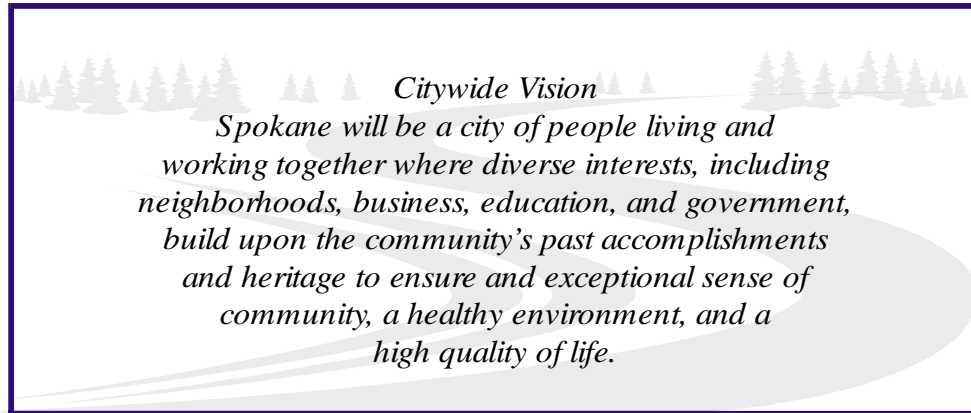 Citywide Vision
Spokane will be a city of people living and
working together where diverse interests, including
neighborhoods, business, education, and government,
build upon the community’s past accomplishments
and heritage to ensure and exceptional sense of
community, a healthy environment, and a
high quality of life.